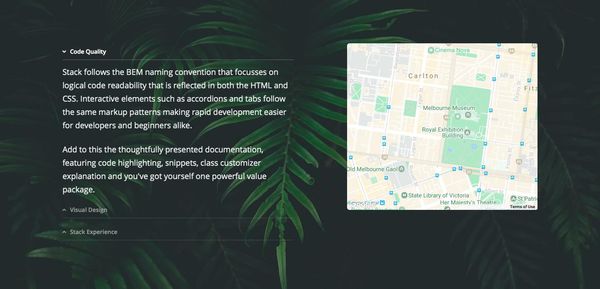 Code Quality
Stack follows the BEM naming convention that focusses on
logical code readability that is reflected in both the HTML and
CSS. Interactive elements such as accordions and tabs follow
the same markup patterns making rapid development easier
for developers and beginners alike.
Add to this the thoughtfully presented documentation,
featuring code highlighting, snippets, class customizer
explanation and you've got yourself one powerful value
package.
Visual Design
Stack Experience
Cinema Nova
Carlton
Fitz
Melbourne Museum
Royal Exhibition
Building
Old Melbourne Gaol
State Library of Victoria
Her Majesty's Theatre
St Patri
Terms of Use